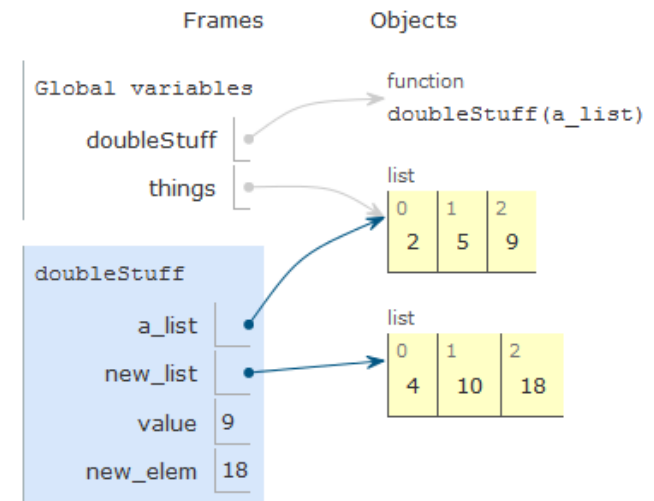 Frames Objects
Global variables
function
doubleStuff(a_list)
doubleStuff
things
list
0 1 2
2 5 9
doubleStuff
a_list
new_list
value 9
new_elem 18
list
0 1 2
4 10 18